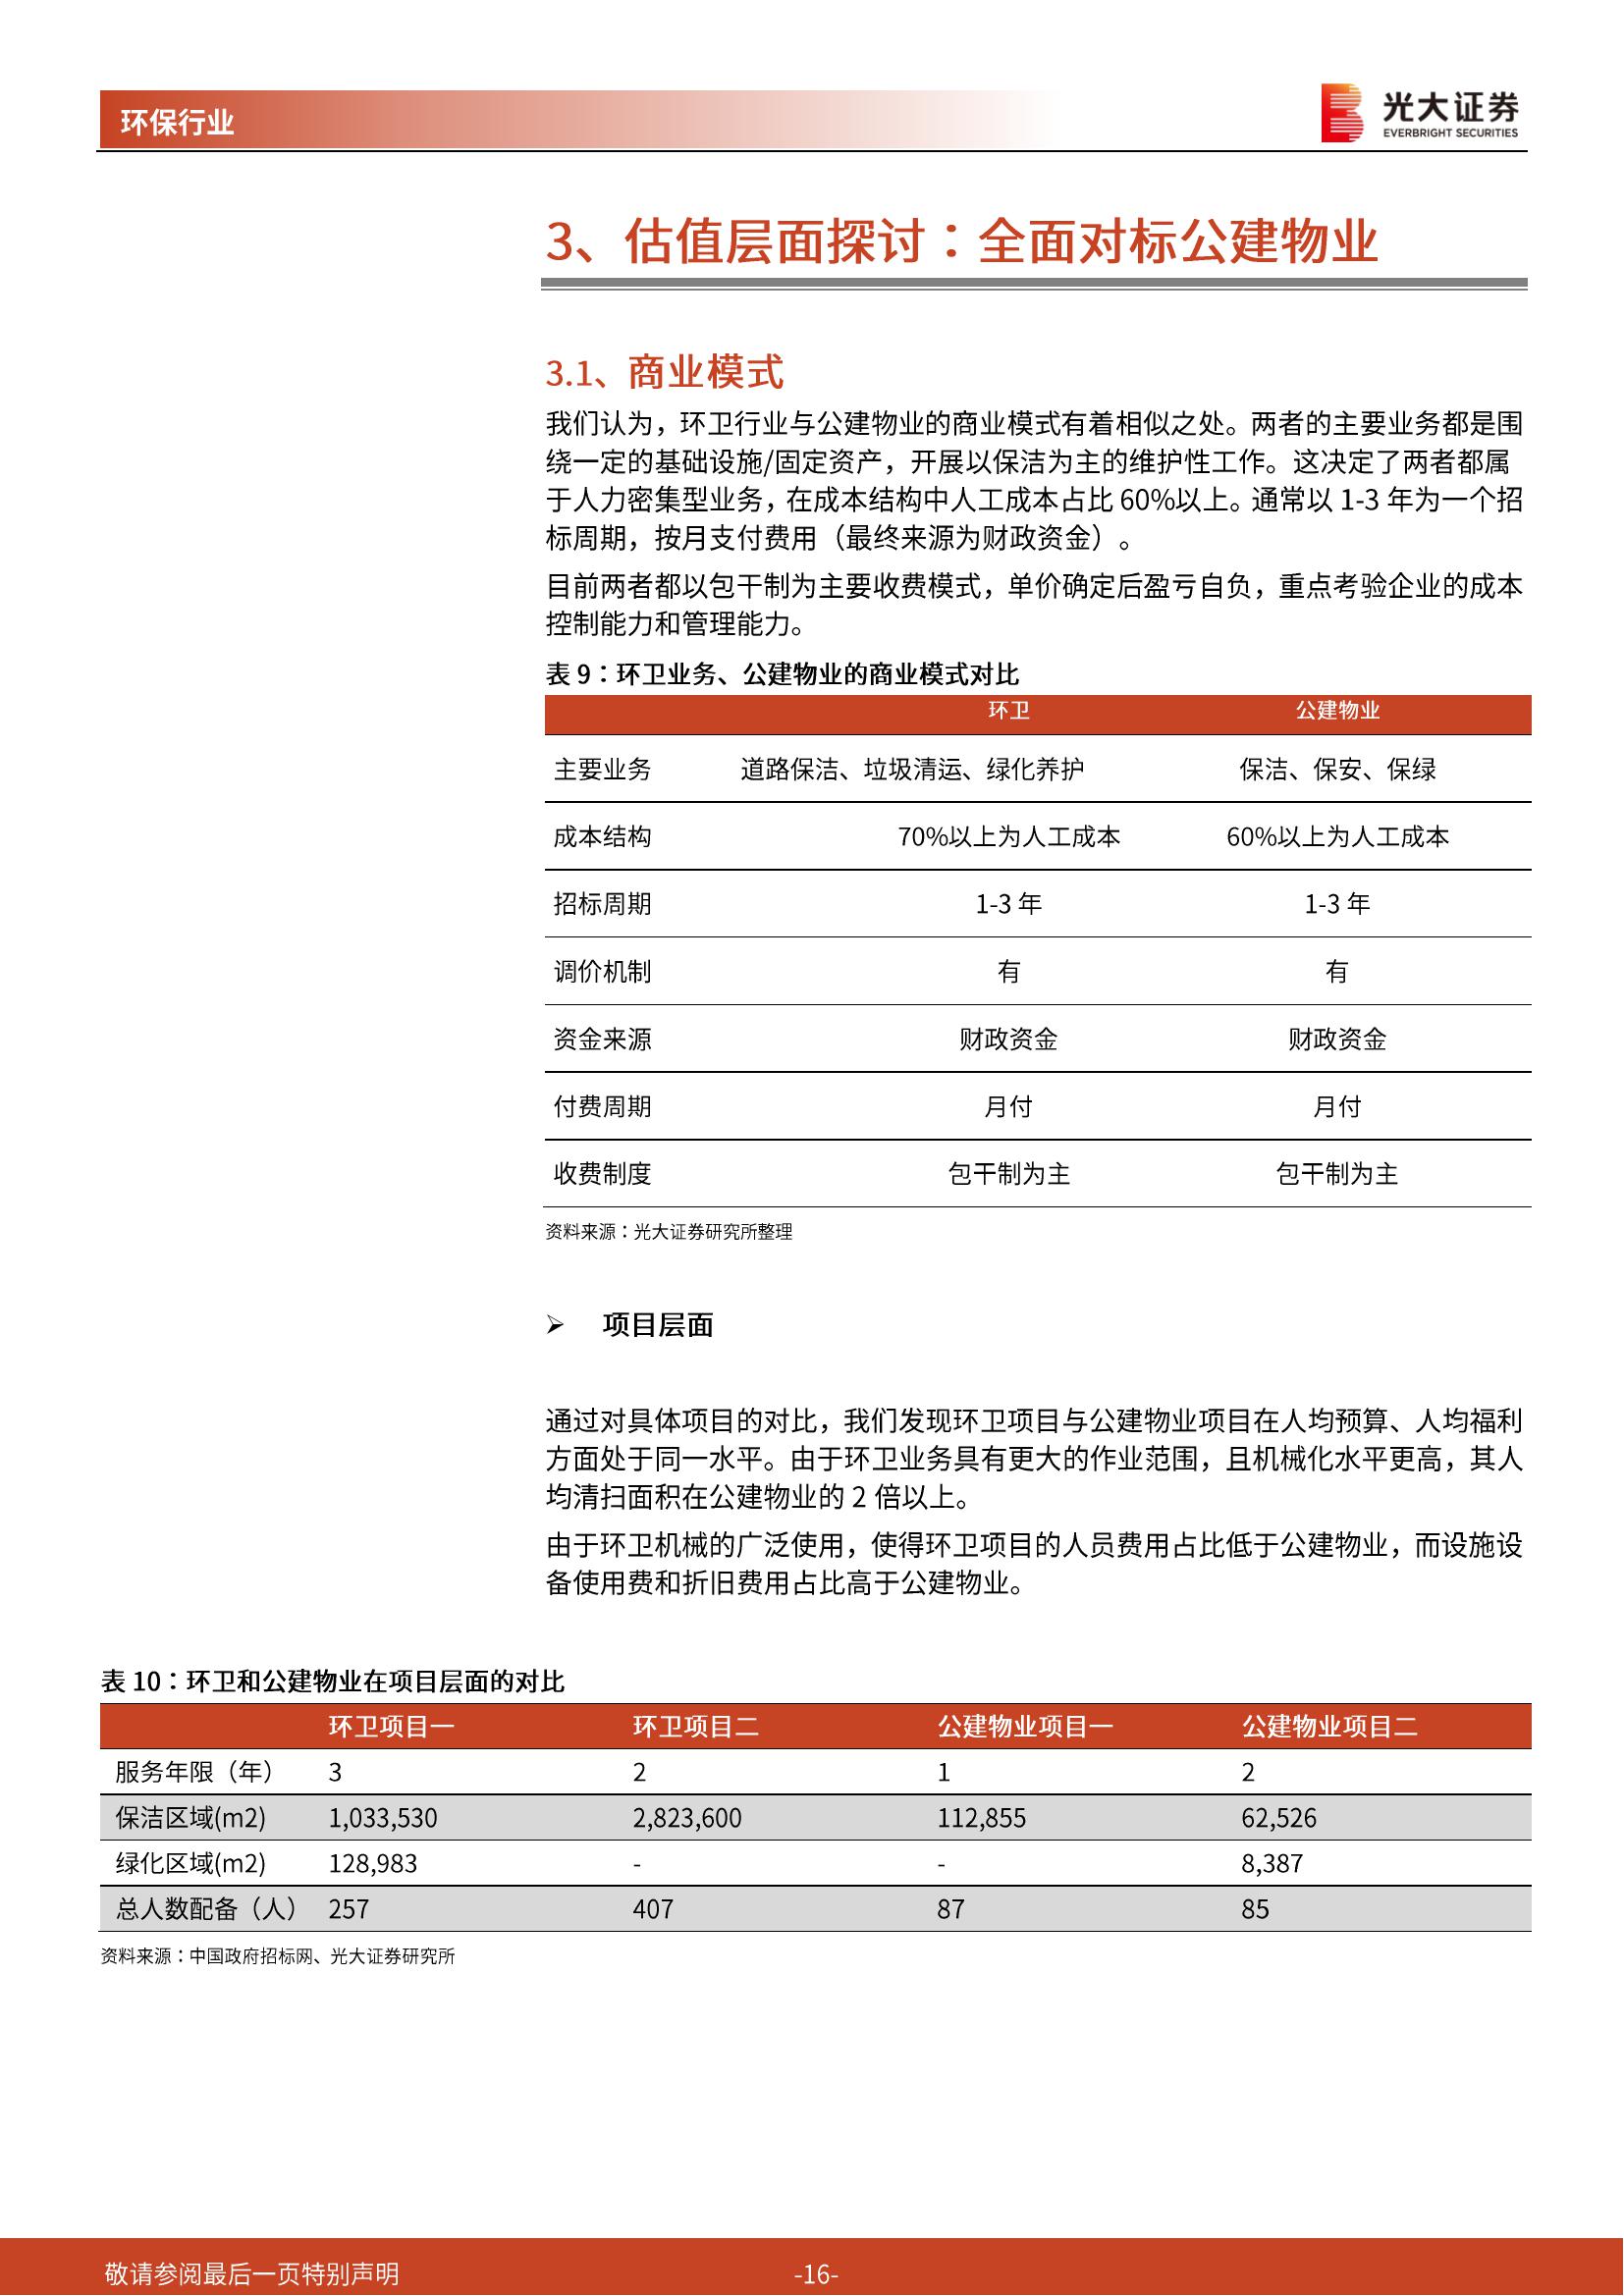 环保行业
光大证券
EVERBRIGHT SECURITIES
3、估值层面探讨：全面对标公建物业
3.1、商业模式
我们认为，环卫行业与公建物业的商业模式有着相似之处。两者的主要业务都是围
绕一定的基础设施/固定资产，开展以保洁为主的维护性工作。这决定了两者都属
于人力密集型业务，在成本结构中人工成本占比 60%以上。通常以 1-3 年为一个招
标周期，按月支付费用（最终来源为财政资金）。
目前两者都以包干制为主要收费模式，单价确定后盈亏自负，重点考验企业的成本
控制能力和管理能力。
表 9：环卫业务、公建物业的商业模式对比
环卫 公建物业
主要业务 道路保洁、垃圾清运、绿化养护 保洁、保安、保绿
成本结构 70%以上为人工成本 60%以上为人工成本
招标周期 1-3 年 1-3 年
调价机制 有 有
资金来源 财政资金 财政资金
付费周期 月付 月付
收费制度 包干制为主 包干制为主
资料来源：光大证券研究所整理
➢ 项目层面
通过对具体项目的对比，我们发现环卫项目与公建物业项目在人均预算、人均福利
方面处于同一水平。由于环卫业务具有更大的作业范围，且机械化水平更高，其人
均清扫面积在公建物业的 2 倍以上。
由于环卫机械的广泛使用，使得环卫项目的人员费用占比低于公建物业，而设施设
备使用费和折旧费用占比高于公建物业。
表 10：环卫和公建物业在项目层面的对比
环卫项目一 环卫项目二 公建物业项目一 公建物业项目二
服务年限（年） 3 2 1 2
保洁区域(m2) 1,033,530 2,823,600 112,855 62,526
绿化区域(m2) 128,983 - - 8,387
总人数配备（人） 257 407 87 85
资料来源：中国政府招标网、光大证券研究所
敬请参阅最后一页特别声明 -16-